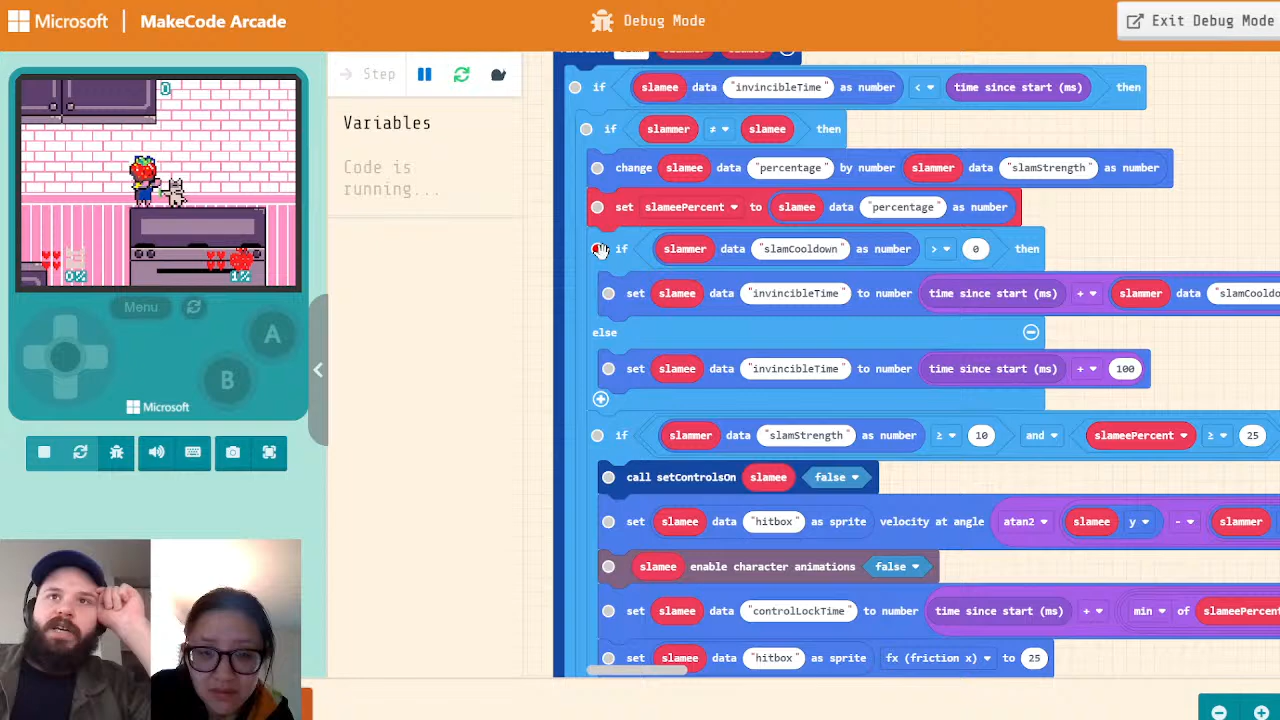 Microsoft | MakeCode Arcade
Debug Mode
Exit Debug Mode
0
0%
1%
Menu
A
B
Microsoft
Step
Variables
Code is
running...
if slamee data "invincibleTime" as number < time since start (ms) then
if slammer ≠ slamee then
change slamee data "percentage" by number slammer data "slamStrength" as number
set slameePercent to slamee data "percentage" as number
if slammer data "slamCooldown" as number > 0 then
set slamee data "invincibleTime" to number time since start (ms) + slammer data "slamCooldo
else
set slamee data "invincibleTime" to number time since start (ms) + 100
if slammer data "slamStrength" as number ≥ 10 and slameePercent ≥ 25
call setControlsOn slamee false
set slamee data "hitbox" as sprite velocity at angle atan2 slamee y - slammer
slamee enable character animations false
set slamee data "controlLockTime" to number time since start (ms) + min of slameePercent
set slamee data "hitbox" as sprite fx (friction x) to 25